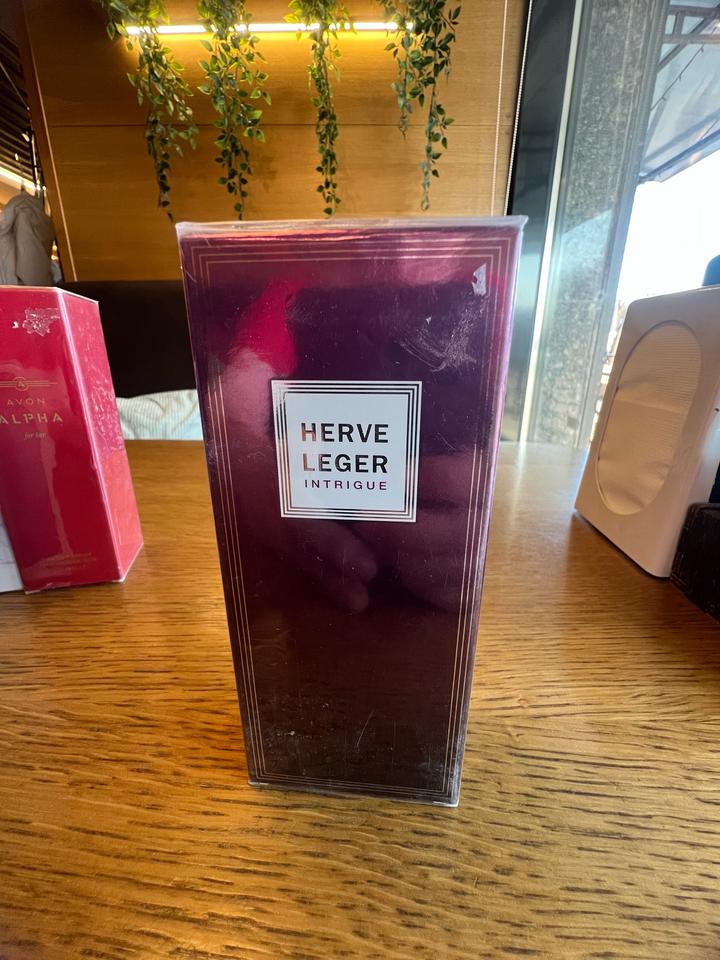 HERVE
LEGER
INTRIGUE
AVON
ALPHA
for her